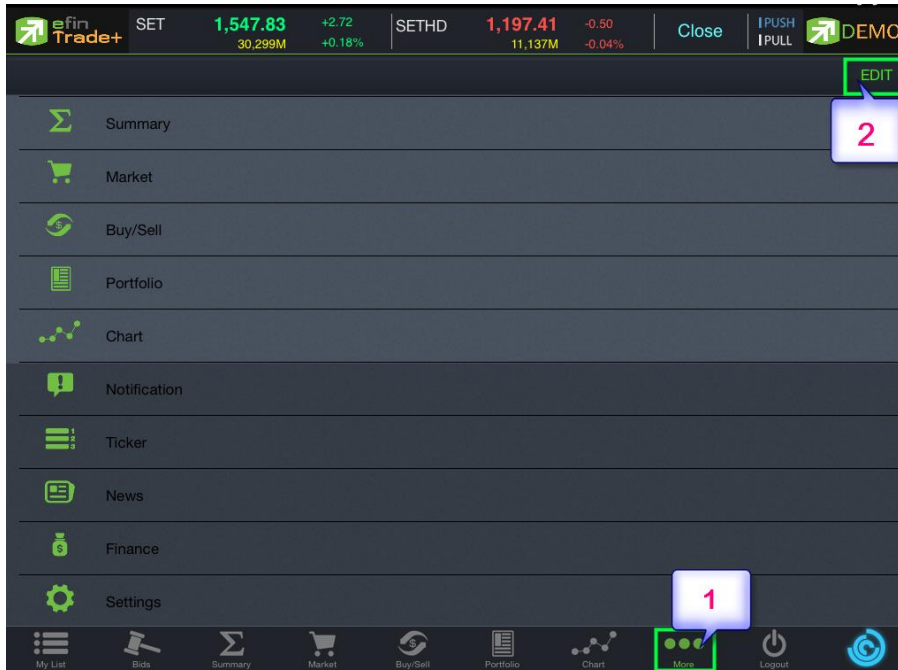 efin Trade+ SET 1,547.83 +2.72 SETHD 1,197.41 -0.50 Close PUSH DEMO
30,299M +0.18% 11,137M -0.04% PULL
EDIT
2
Summary
Market
Buy/Sell
Portfolio
Chart
Notification
Ticker
News
Finance
Settings
1
My List Bids Summary Market Buy/Sell Portfolio Chart More Logout